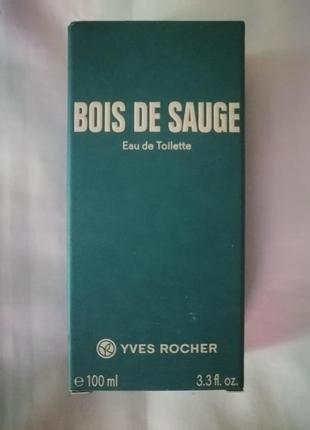 BOIS DE SAUGE
Eau de Toilette
YVES ROCHER
e 100 ml 3.3 fl. oz.